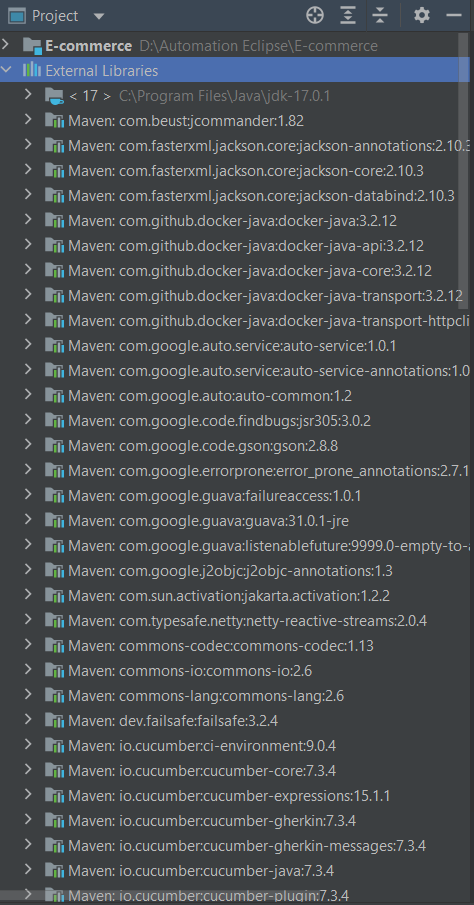 Project
E-commerce D:\Automation Eclipse\E-commerce
External Libraries
< 17 > C:\Program Files\Java\jdk-17.0.1
Maven: com.beust:jcommander:1.82
Maven: com.fasterxml.jackson.core:jackson-annotations:2.10.3
Maven: com.fasterxml.jackson.core:jackson-core:2.10.3
Maven: com.fasterxml.jackson.core:jackson-databind:2.10.3
Maven: com.github.docker-java:docker-java:3.2.12
Maven: com.github.docker-java:docker-java-api:3.2.12
Maven: com.github.docker-java:docker-java-core:3.2.12
Maven: com.github.docker-java:docker-java-transport:3.2.12
Maven: com.github.docker-java:docker-java-transport-httpcli
Maven: com.google.auto.service:auto-service:1.0.1
Maven: com.google.auto.service:auto-service-annotations:1.0
Maven: com.google.auto:auto-common:1.2
Maven: com.google.code.findbugs:jsr305:3.0.2
Maven: com.google.code.gson:gson:2.8.8
Maven: com.google.errorprone:error_prone_annotations:2.7.1
Maven: com.google.guava:failureaccess:1.0.1
Maven: com.google.guava:guava:31.0.1-jre
Maven: com.google.guava:listenablefuture:9999.0-empty-to-a
Maven: com.google.j2objc:j2objc-annotations:1.3
Maven: com.sun.activation:jakarta.activation:1.2.2
Maven: com.typesafe.netty:netty-reactive-streams:2.0.4
Maven: commons-codec:commons-codec:1.13
Maven: commons-io:commons-io:2.6
Maven: commons-lang:commons-lang:2.6
Maven: dev.failsafe:failsafe:3.2.4
Maven: io.cucumber:ci-environment:9.0.4
Maven: io.cucumber:cucumber-core:7.3.4
Maven: io.cucumber:cucumber-expressions:15.1.1
Maven: io.cucumber:cucumber-gherkin:7.3.4
Maven: io.cucumber:cucumber-gherkin-messages:7.3.4
Maven: io.cucumber:cucumber-java:7.3.4
Maven: io.cucumber:cucumber-plugin:7.3.4